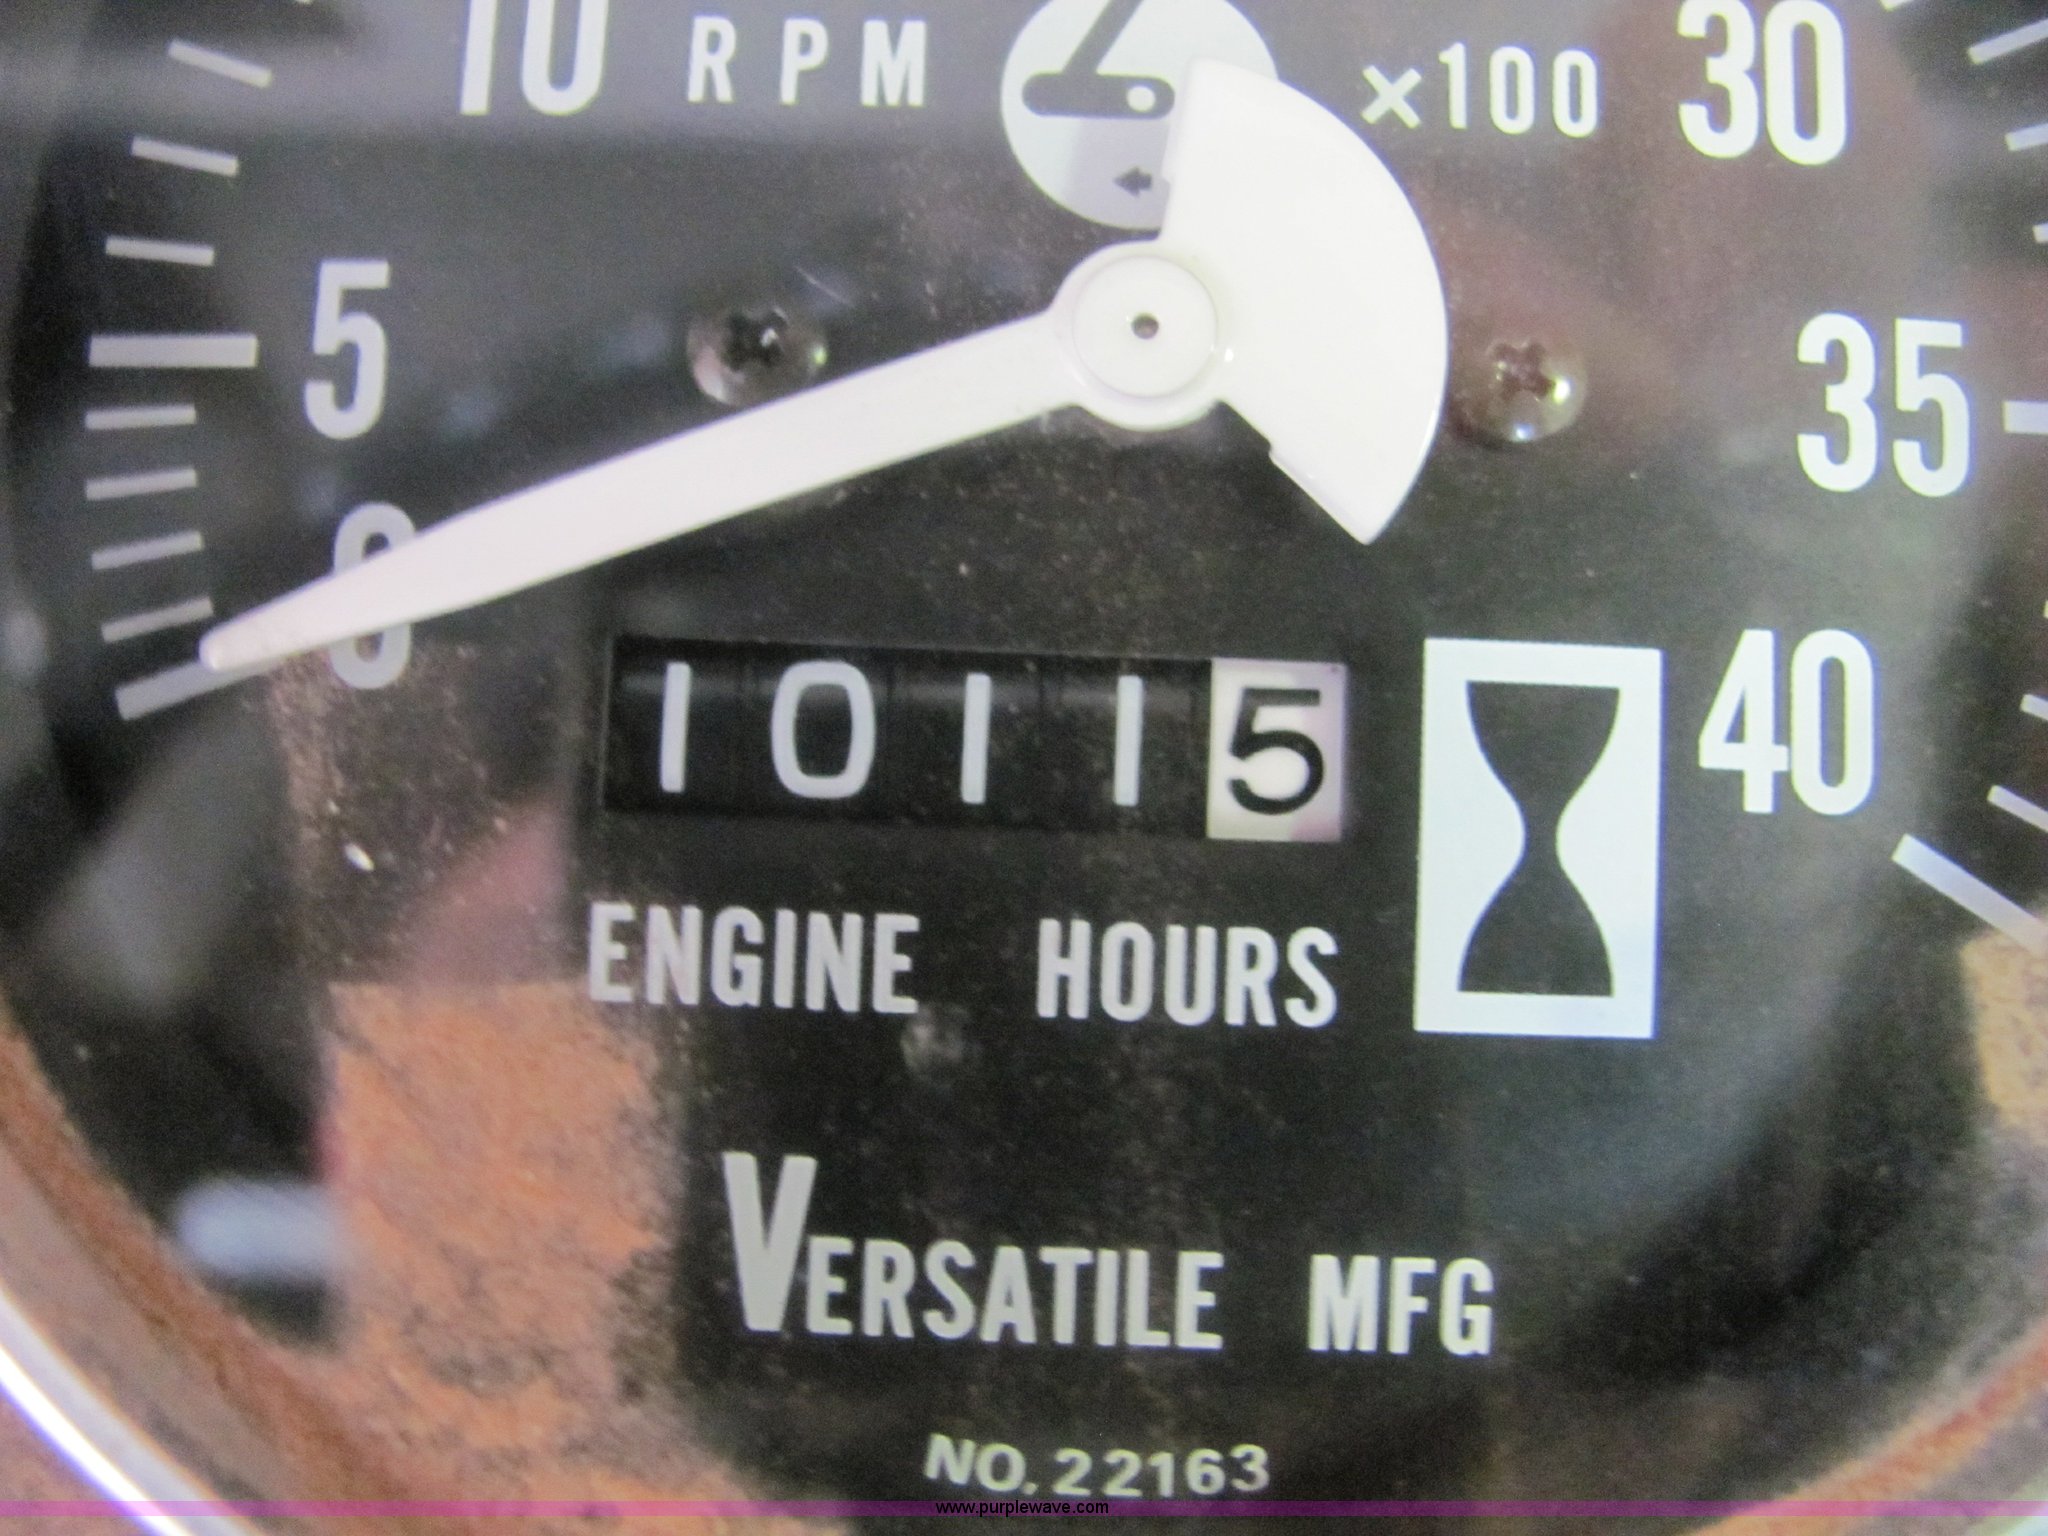 10 RPM ×100 30
5
35
0
10115
40
ENGINE HOURS
VERSATILE MFG
NO.22163
www.purplewave.com